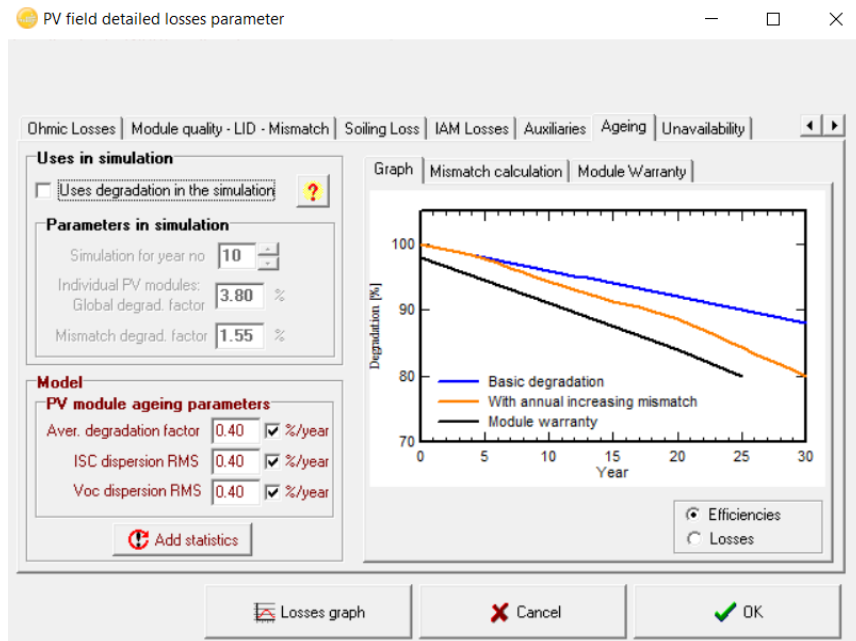 PV field detailed losses parameter
Ohmic Losses
Module quality - LID - Mismatch
Soiling Loss
IAM Losses
Auxiliaries
Ageing
Unavailability
Uses in simulation
Uses degradation in the simulation
?
Parameters in simulation
Simulation for year no 10
Individual PV modules:
Global degrad. factor 3.80 %
Mismatch degrad. factor 1.55 %
Model
PV module ageing parameters
Aver. degradation factor 0.40 %/year
ISC dispersion RMS 0.40 %/year
Voc dispersion RMS 0.40 %/year
Add statistics
Graph
Mismatch calculation
Module Warranty
Degradation [%]
100
90
80
70
Basic degradation
With annual increasing mismatch
Module warranty
0 5 10 15 20 25 30
Year
Efficiencies
Losses
Losses graph
Cancel
OK